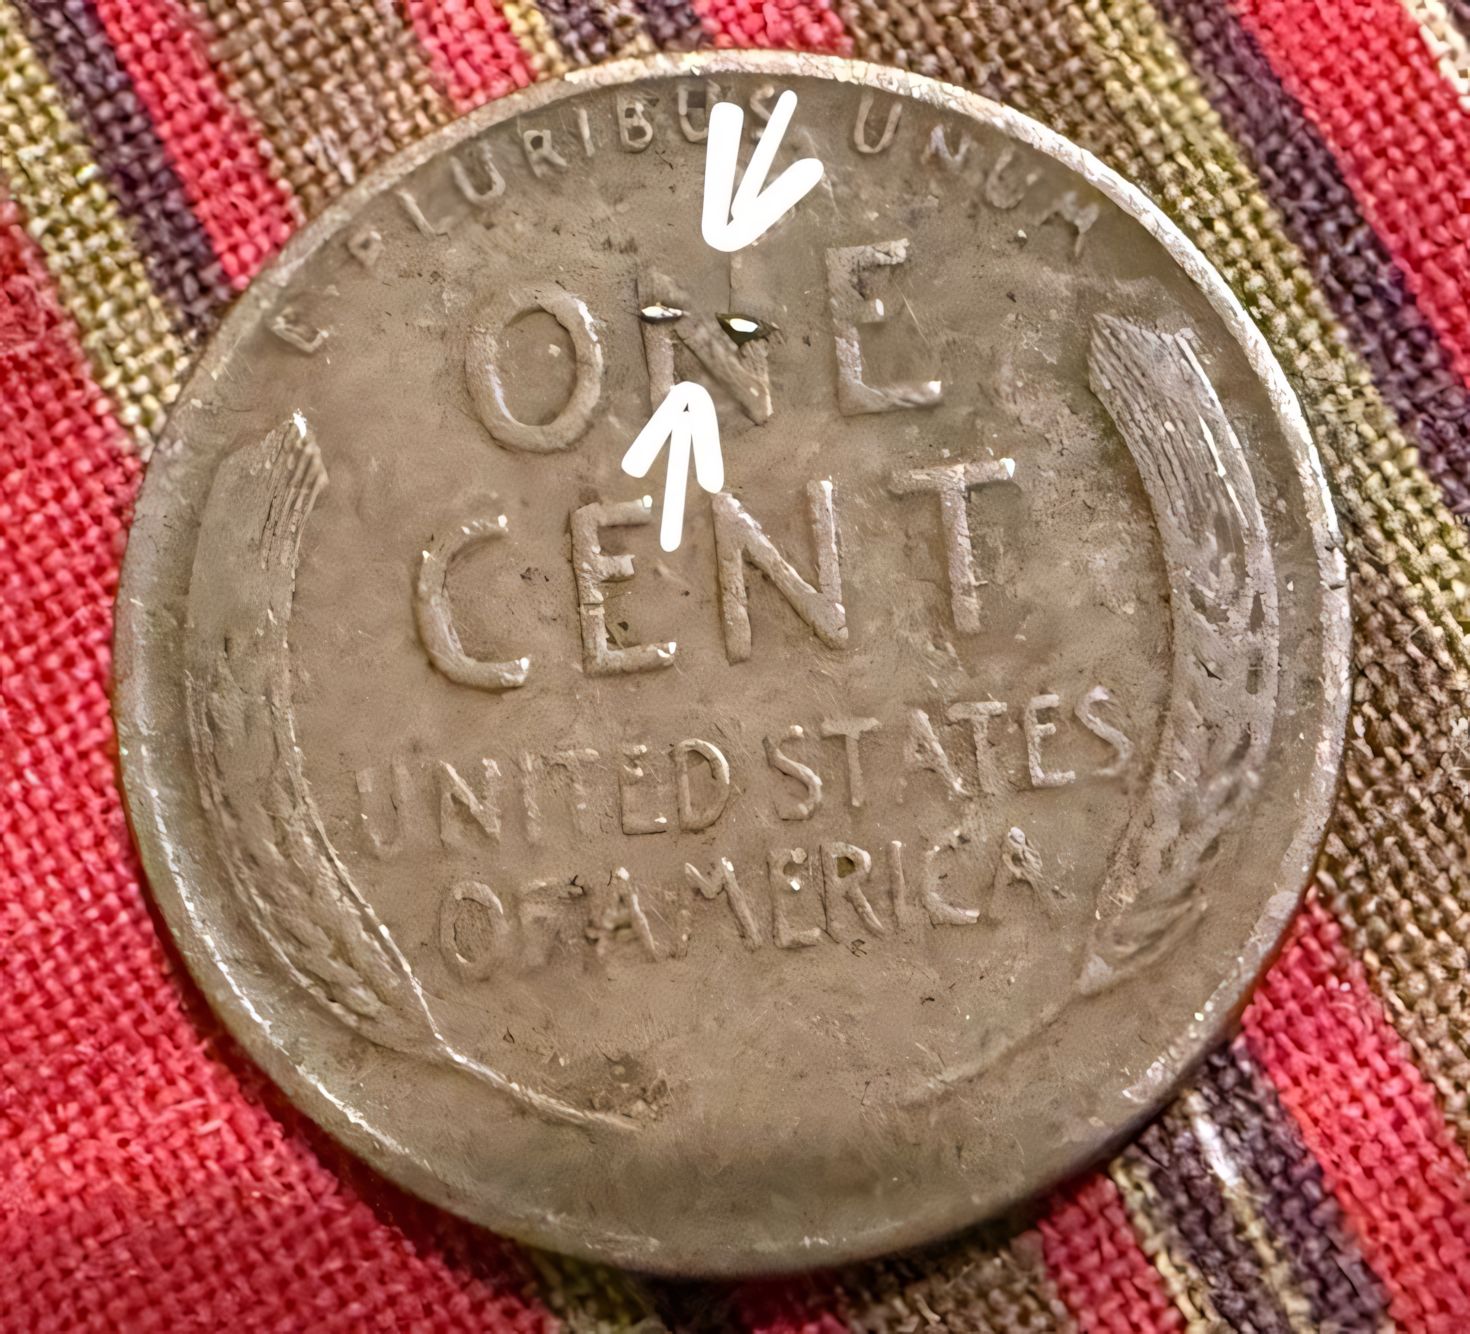 E PLURIBUS UNUM
ONE
CENT
UNITED STATES
OF AMERICA